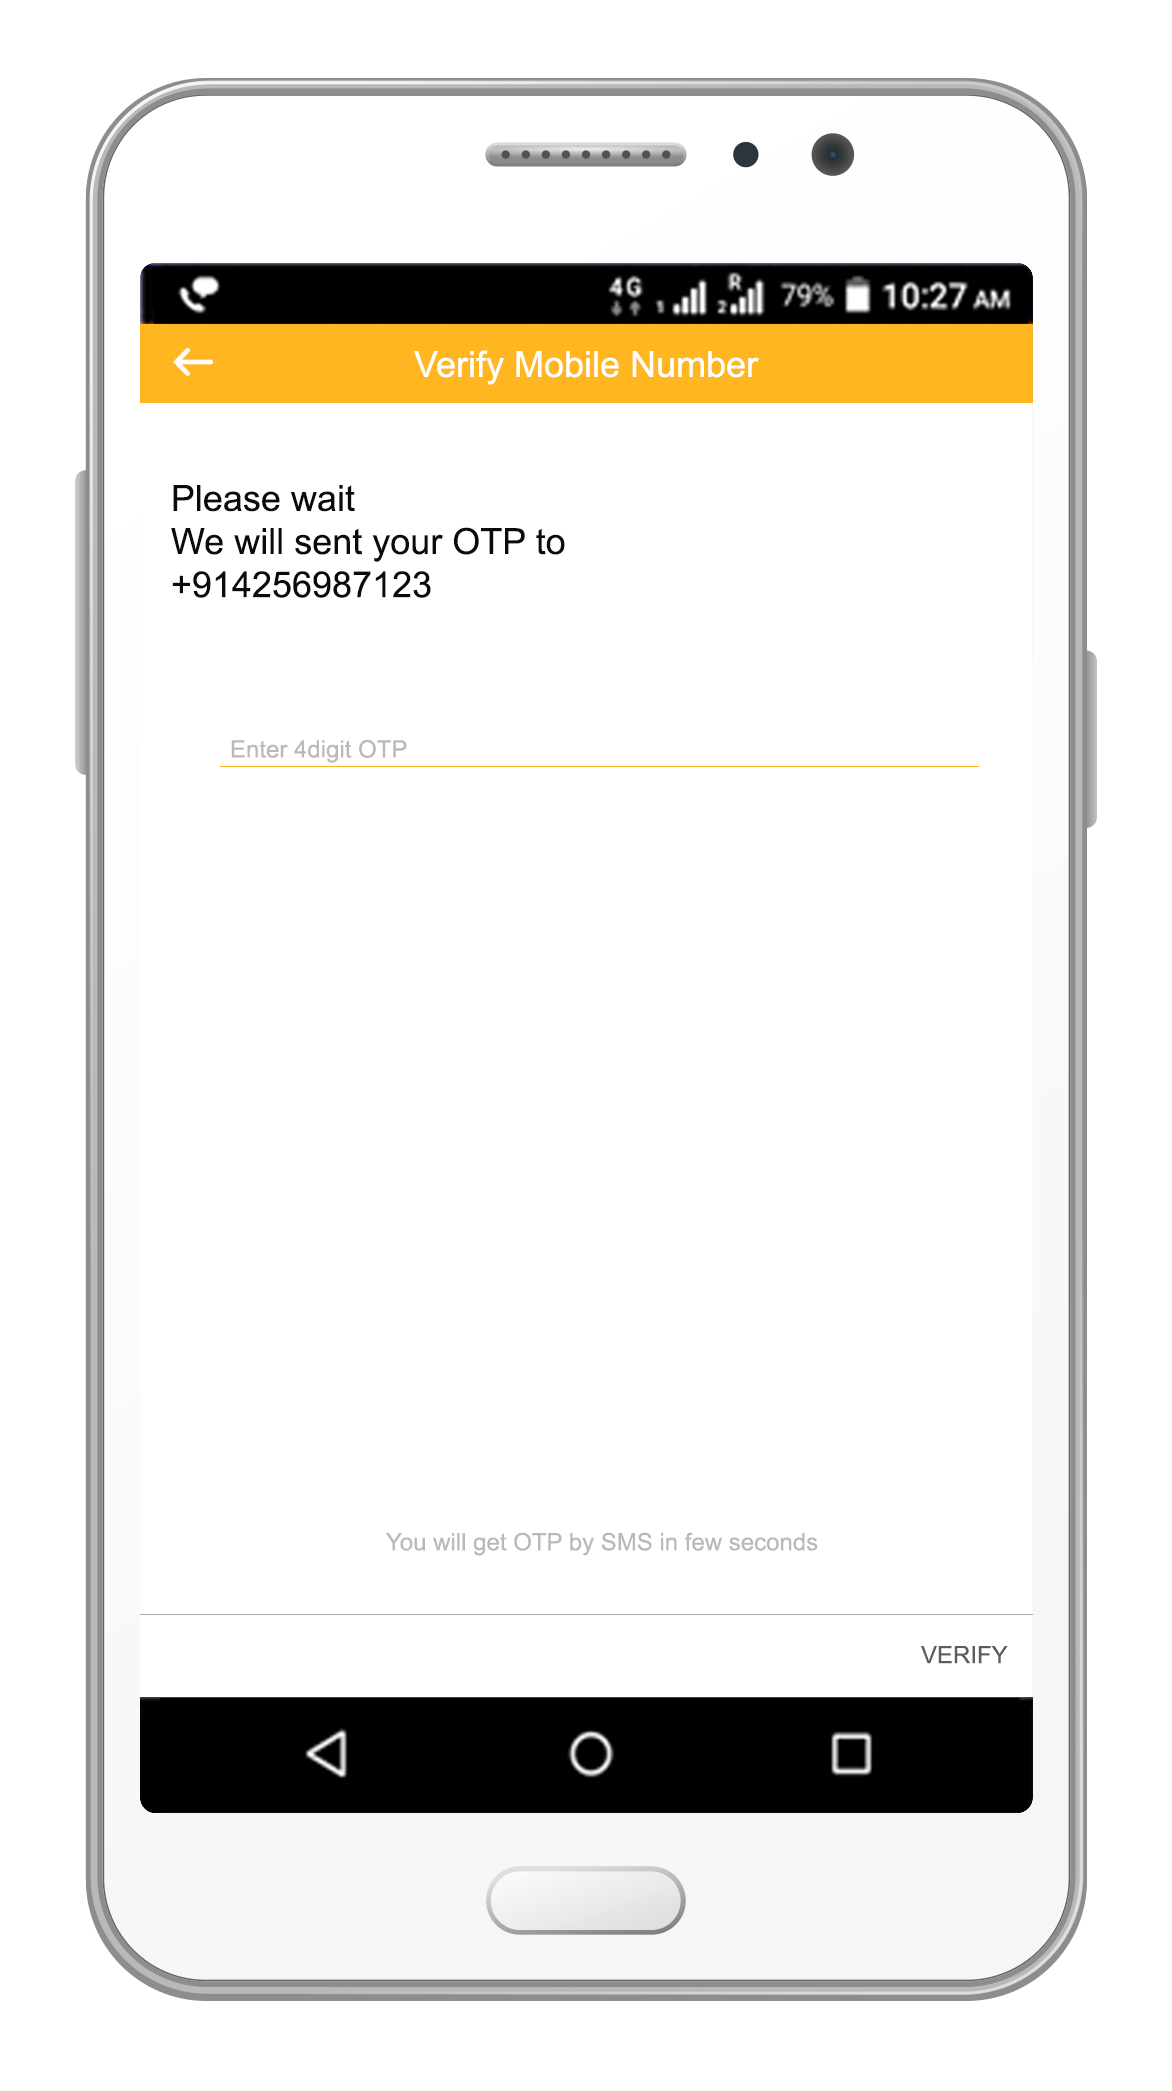 4G 1 R 2 79% 10:27 AM
Verify Mobile Number
Please wait
We will sent your OTP to
+914256987123
Enter 4digit OTP
You will get OTP by SMS in few seconds
VERIFY